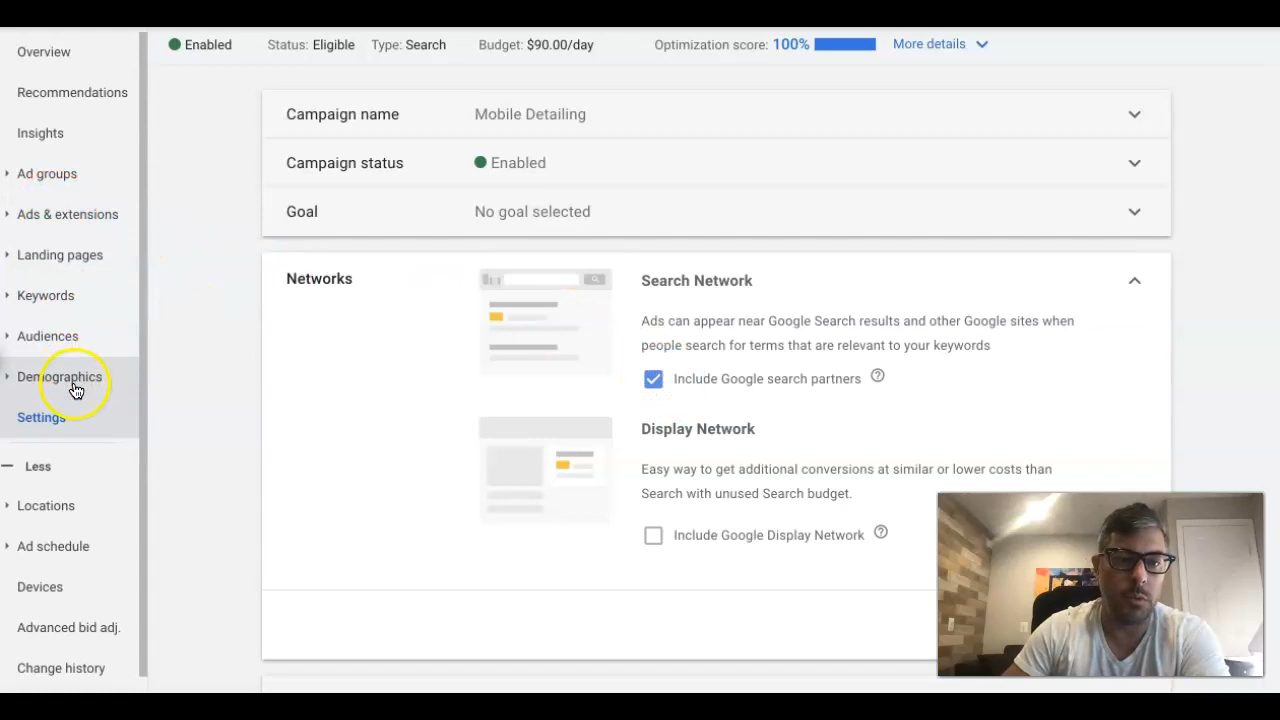 Overview
Recommendations
Insights
Ad groups
Ads & extensions
Landing pages
Keywords
Audiences
Demographics
Settings
Less
Locations
Ad schedule
Devices
Advanced bid adj.
Change history
Enabled Status: Eligible Type: Search Budget: $90.00/day Optimization score: 100% More details
Campaign name Mobile Detailing
Campaign status Enabled
Goal No goal selected
Networks
Search Network
Ads can appear near Google Search results and other Google sites when
people search for terms that are relevant to your keywords
Include Google search partners
Display Network
Easy way to get additional conversions at similar or lower costs than
Search with unused Search budget.
Include Google Display Network